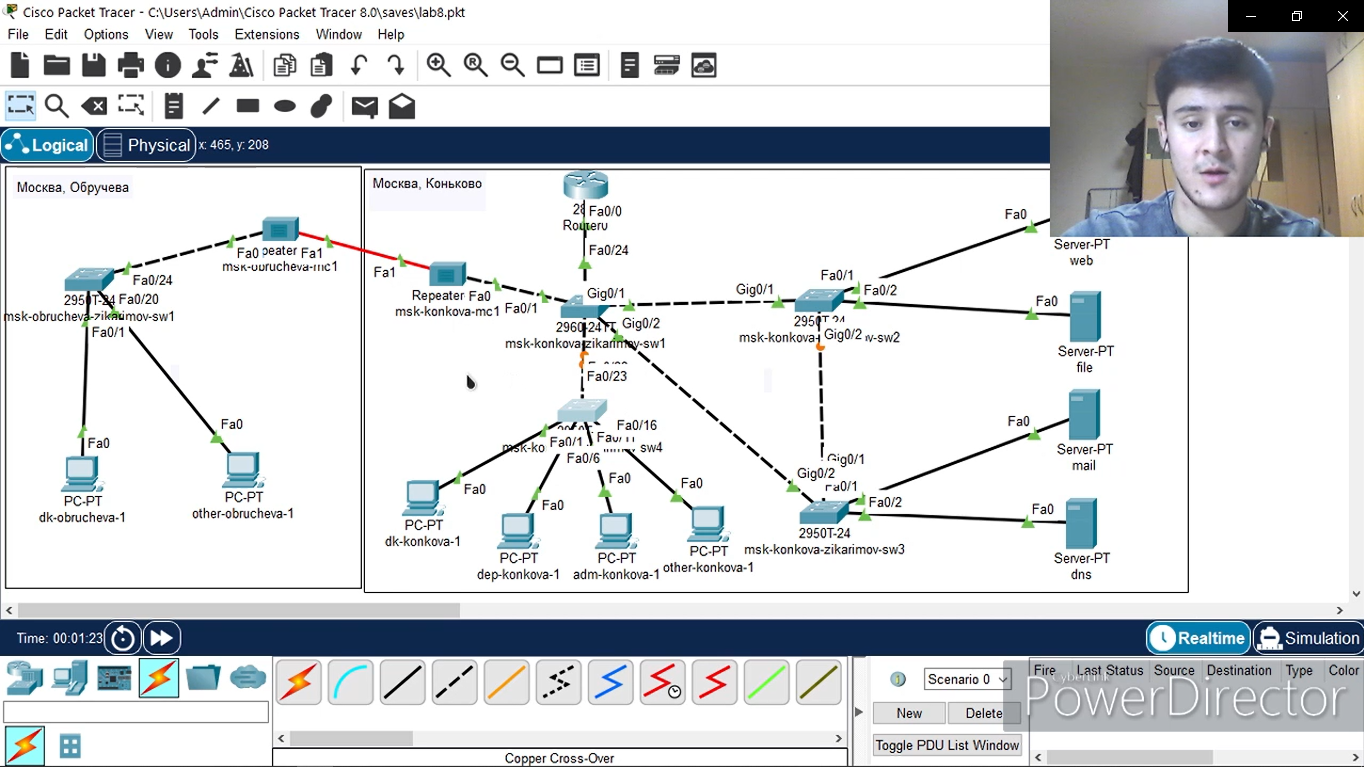 Cisco Packet Tracer - C:\Users\Admin\Cisco Packet Tracer 8.0\saves\lab8.pkt
File Edit Options View Tools Extensions Window Help
Logical Physical x: 465, y: 208
Москва, Обручева
Fa0/24
Fa0/20
2950T-24
msk-obrucheva-zikarimov-sw1
Fa0/1
Fa0
Fa1
msk-obrucheva-mc1
Fa0
PC-PT
dk-obrucheva-1
Fa0
PC-PT
other-obrucheva-1
Москва, Коньково
Fa0/0
Router0
Fa0/24
Fa1
Repeater
Fa0
msk-konkova-mc1
Fa0/1
Gig0/1
Gig0/2
2960-24TT
msk-konkova-zikarimov-sw1
Fa0/23
Fa0/1
Fa0/6
Fa0/16
Fa0
PC-PT
dk-konkova-1
Fa0
PC-PT
dep-konkova-1
Fa0
PC-PT
adm-konkova-1
Fa0
PC-PT
other-konkova-1
Gig0/1
Fa0/1
Fa0/2
Gig0/2
Fa0
Server-PT
web
Fa0
Server-PT
file
Gig0/1
Gig0/2
Fa0/1
Fa0/2
2950T-24
msk-konkova-zikarimov-sw3
Fa0
Server-PT
mail
Fa0
Server-PT
dns
Time: 00:01:23
Realtime Simulation
Scenario 0
New Delete
Toggle PDU List Window
Fire Last Status Source Destination Type Color
CyberLink
PowerDirector
Copper Cross-Over